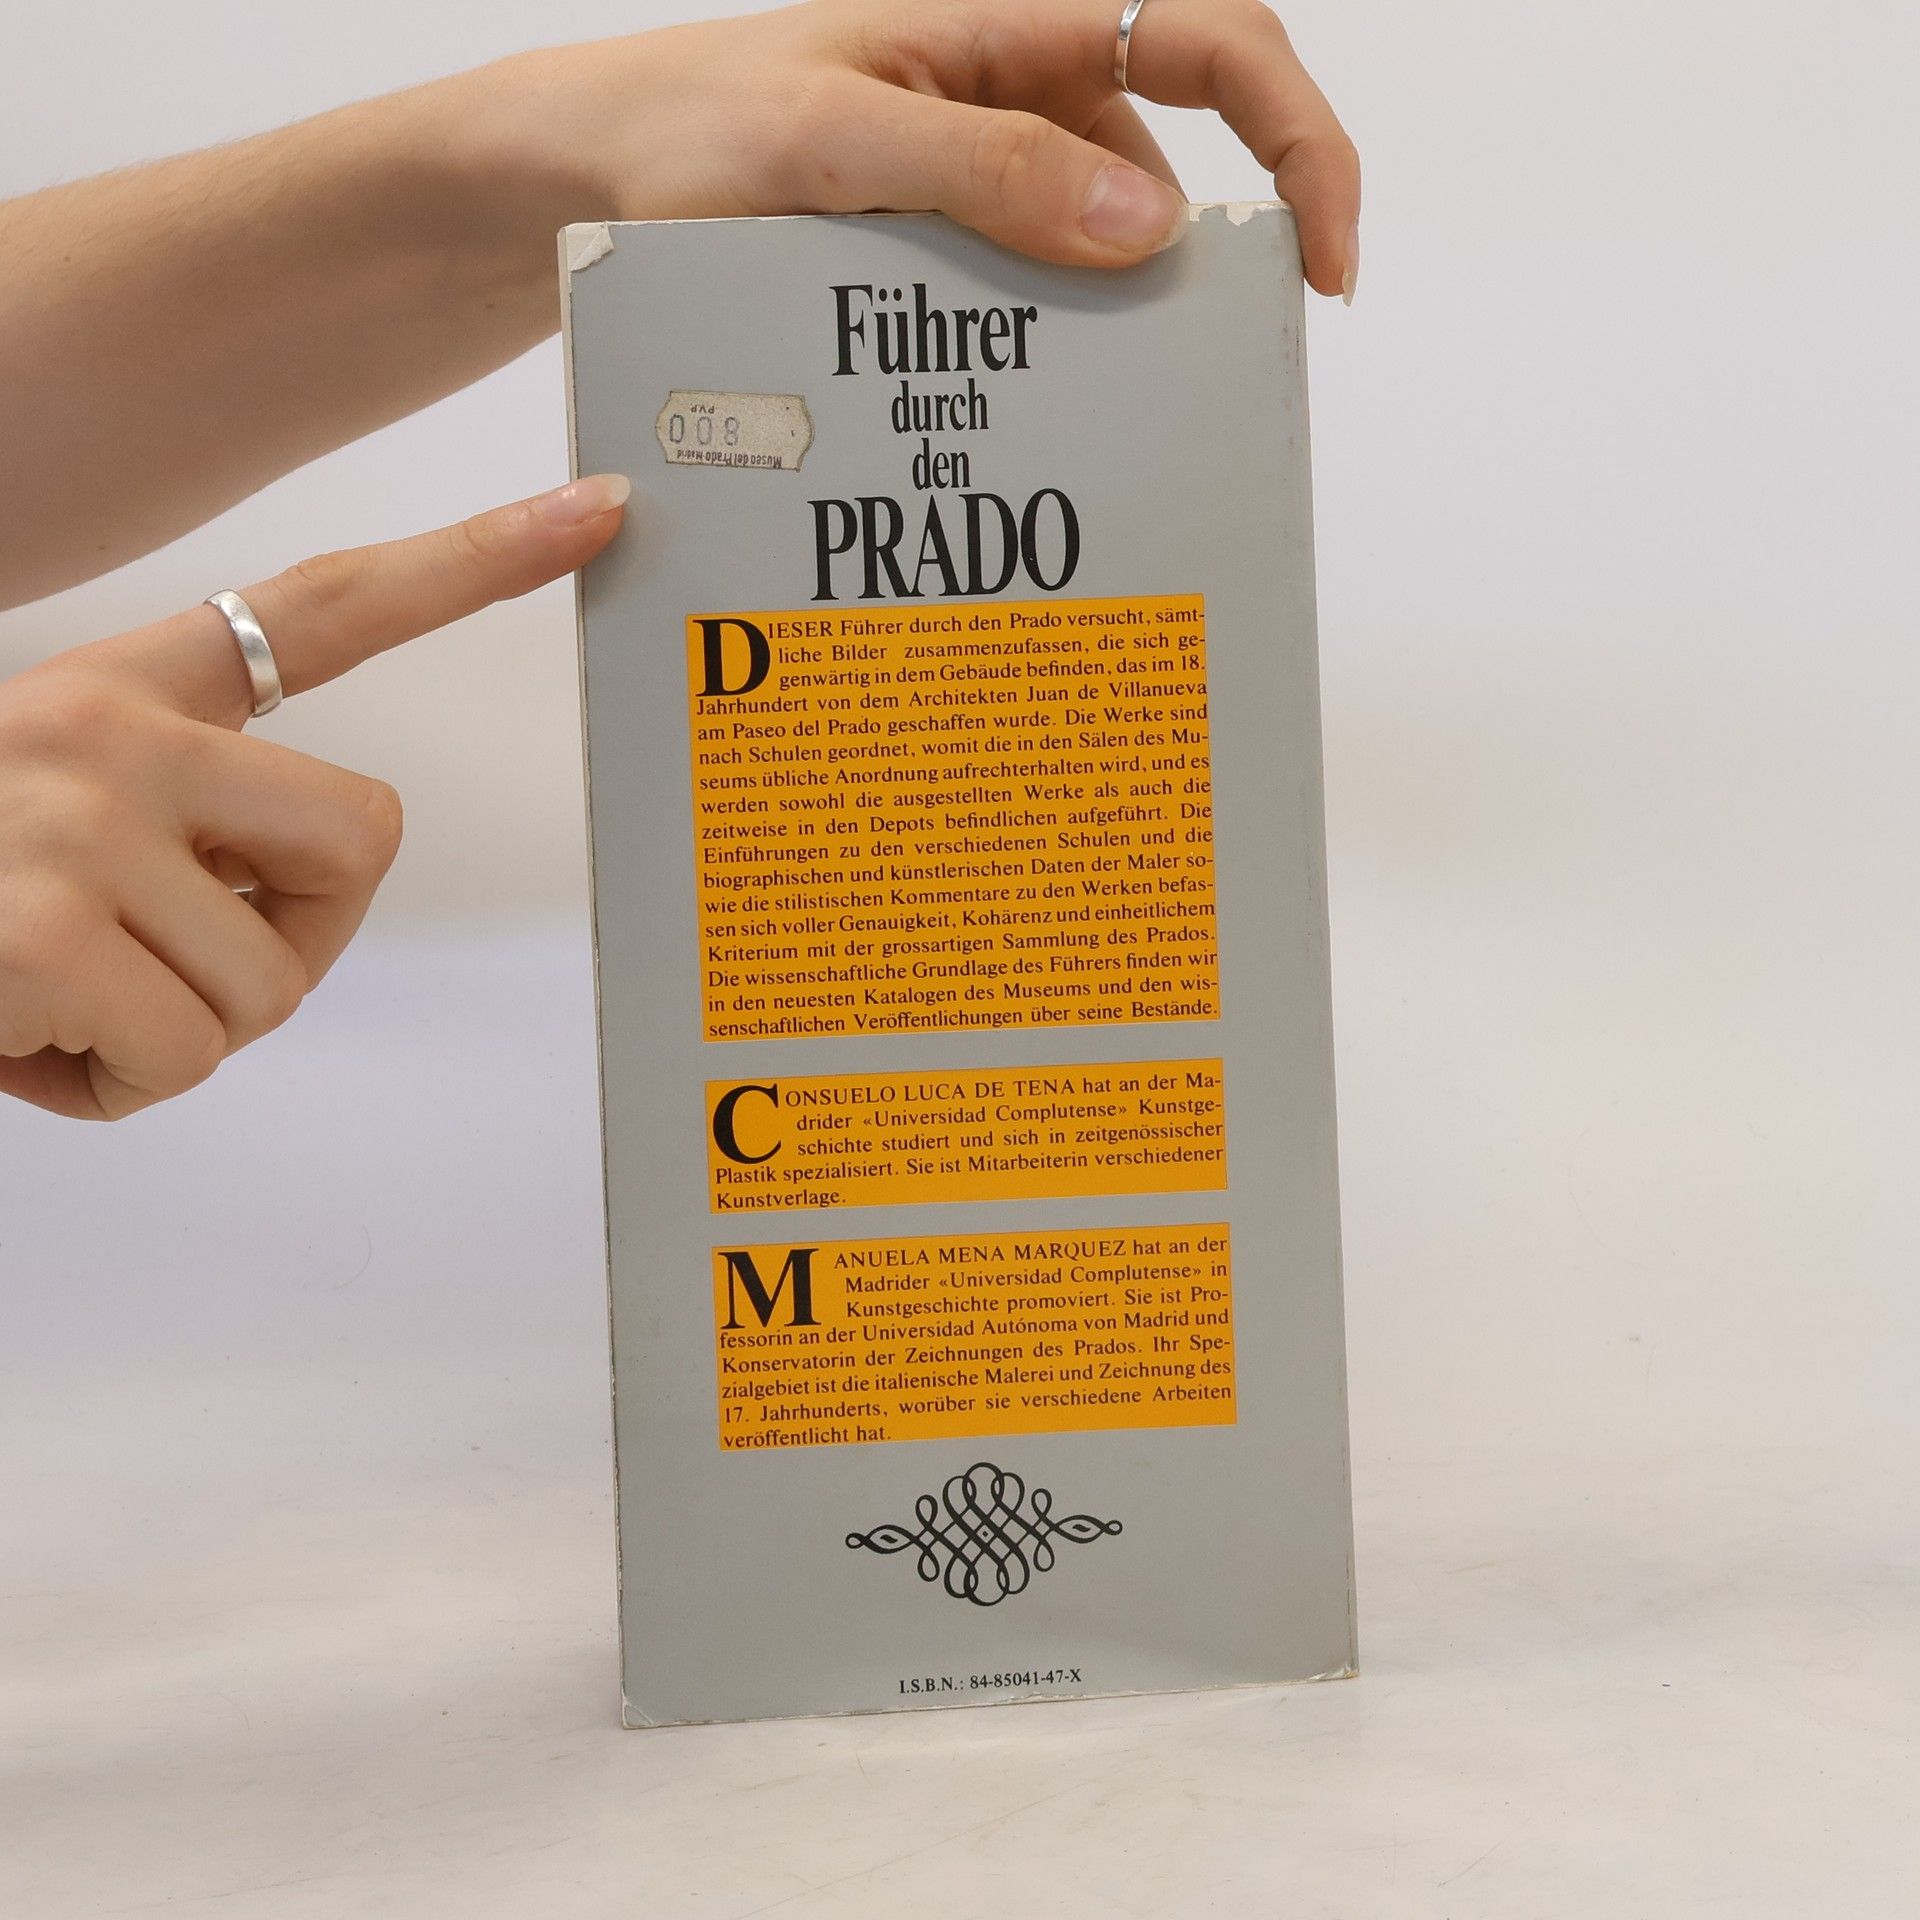 Führer
durch
den
PRADO
800
P.V.P.
Museo del Prado Madrid
DIESER Führer durch den Prado versucht, sämt-
liche Bilder zusammenzufassen, die sich ge-
genwärtig in dem Gebäude befinden, das im 18.
Jahrhundert von dem Architekten Juan de Villanueva
am Paseo del Prado geschaffen wurde. Die Werke sind
nach Schulen geordnet, womit die in den Sälen des Mu-
seums übliche Anordnung aufrechterhalten wird, und es
werden sowohl die ausgestellten Werke als auch die
zeitweise in den Depots befindlichen aufgeführt. Die
Einführungen zu den verschiedenen Schulen und die
biographischen und künstlerischen Daten der Maler so-
wie die stilistischen Kommentare zu den Werken befas-
sen sich voller Genauigkeit, Kohärenz und einheitlichem
Kriterium mit der grossartigen Sammlung des Prados.
Die wissenschaftliche Grundlage des Führers finden wir
in den neuesten Katalogen des Museums und den wis-
senschaftlichen Veröffentlichungen über seine Bestände.
CONSUELO LUCA DE TENA hat an der Ma-
drider «Universidad Complutense» Kunstge-
schichte studiert und sich in zeitgenössischer
Plastik spezialisiert. Sie ist Mitarbeiterin verschiedener
Kunstverlage.
MANUELA MENA MARQUEZ hat an der
Madrider «Universidad Complutense» in
Kunstgeschichte promoviert. Sie ist Pro-
fessorin an der Universidad Autónoma von Madrid und
Konservatorin der Zeichnungen des Prados. Ihr Spe-
zialgebiet ist die italienische Malerei und Zeichnung des
17. Jahrhunderts, worüber sie verschiedene Arbeiten
veröffentlicht hat.
I.S.B.N.: 84-85041-47-X